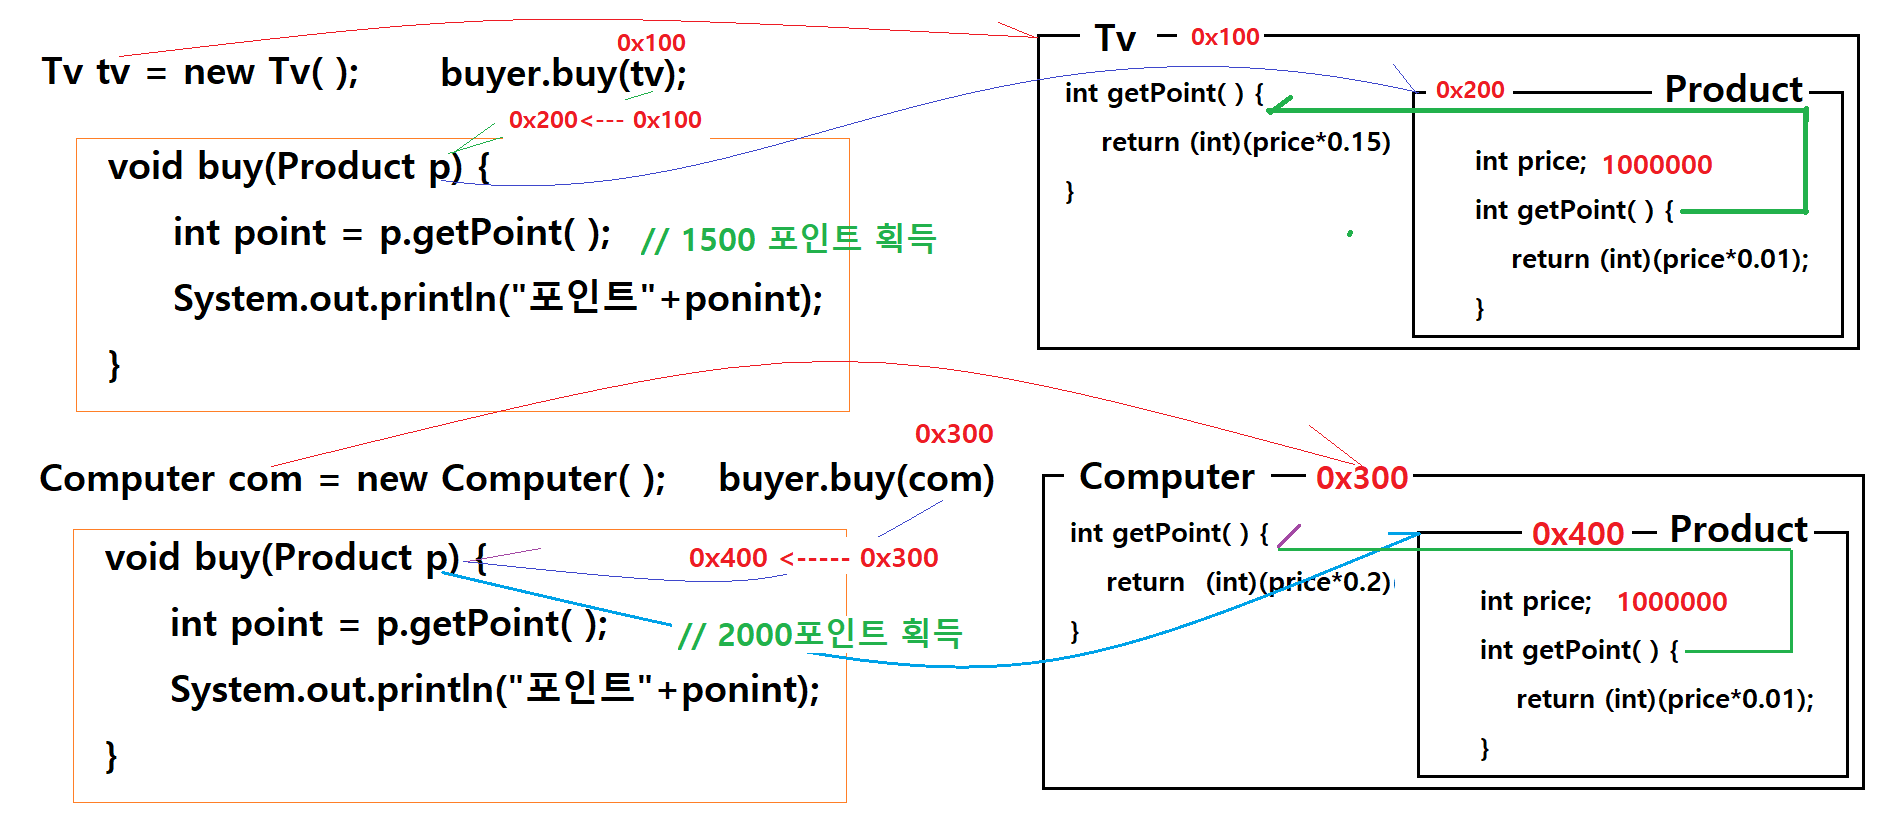 Tv tv = new Tv( );
0x100
buyer.buy(tv);
0x200<--- 0x100
void buy(Product p) {
int point = p.getPoint( );
// 1500 포인트 획득
System.out.println("포인트"+ponint);
}
Tv
0x100
int getPoint( ) {
return (int)(price*0.15)
}
0x200
Product
int price;
1000000
int getPoint( ) {
return (int)(price*0.01);
}
Computer com = new Computer( );
0x300
buyer.buy(com)
void buy(Product p) {
0x400 <----- 0x300
int point = p.getPoint( );
// 2000포인트 획득
System.out.println("포인트"+ponint);
}
Computer
0x300
int getPoint( ) {
return (int)(price*0.2)
}
0x400
Product
int price;
1000000
int getPoint( ) {
return (int)(price*0.01);
}